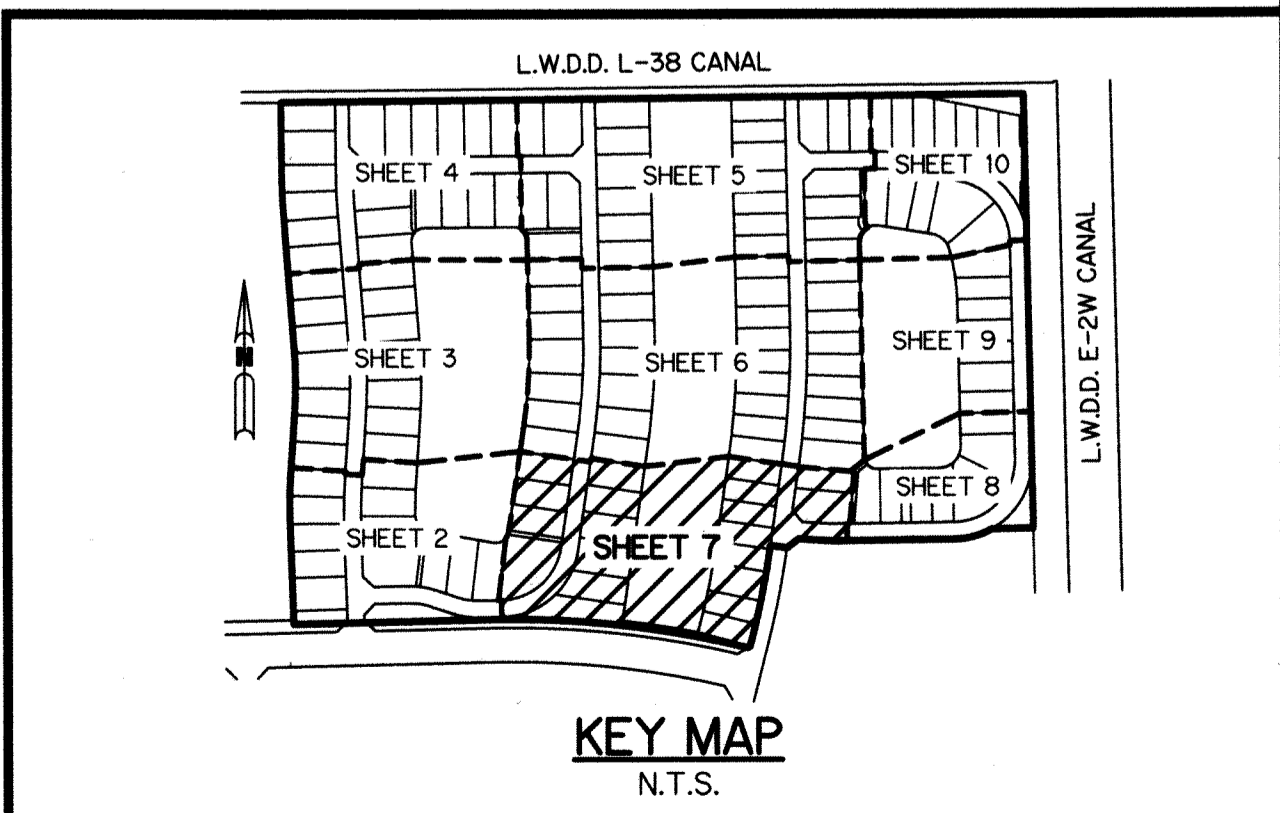 L.W.D.D. L-38 CANAL
SHEET 4
SHEET 5
SHEET 10
L.W.D.D. E-2W CANAL
N
SHEET 3
SHEET 6
SHEET 9
SHEET 8
SHEET 2
SHEET 7
KEY MAP
N.T.S.